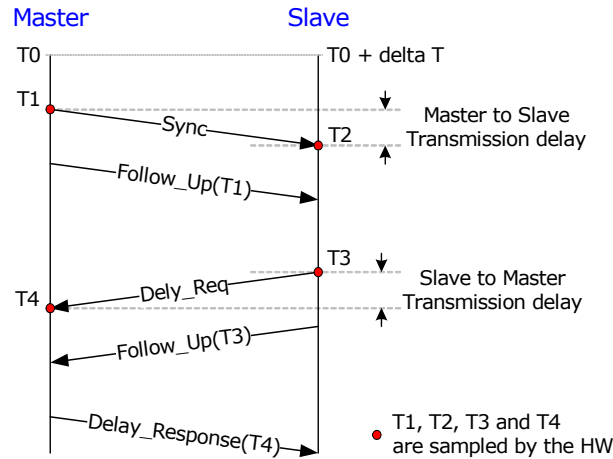 Master Slave
T0 T0 + delta T
T1
Sync
T2
Master to Slave
Transmission delay
Follow_Up(T1)
T3
T4
Dely_Req
Slave to Master
Transmission delay
Follow_Up(T3)
Delay_Response(T4)
T1, T2, T3 and T4
are sampled by the HW